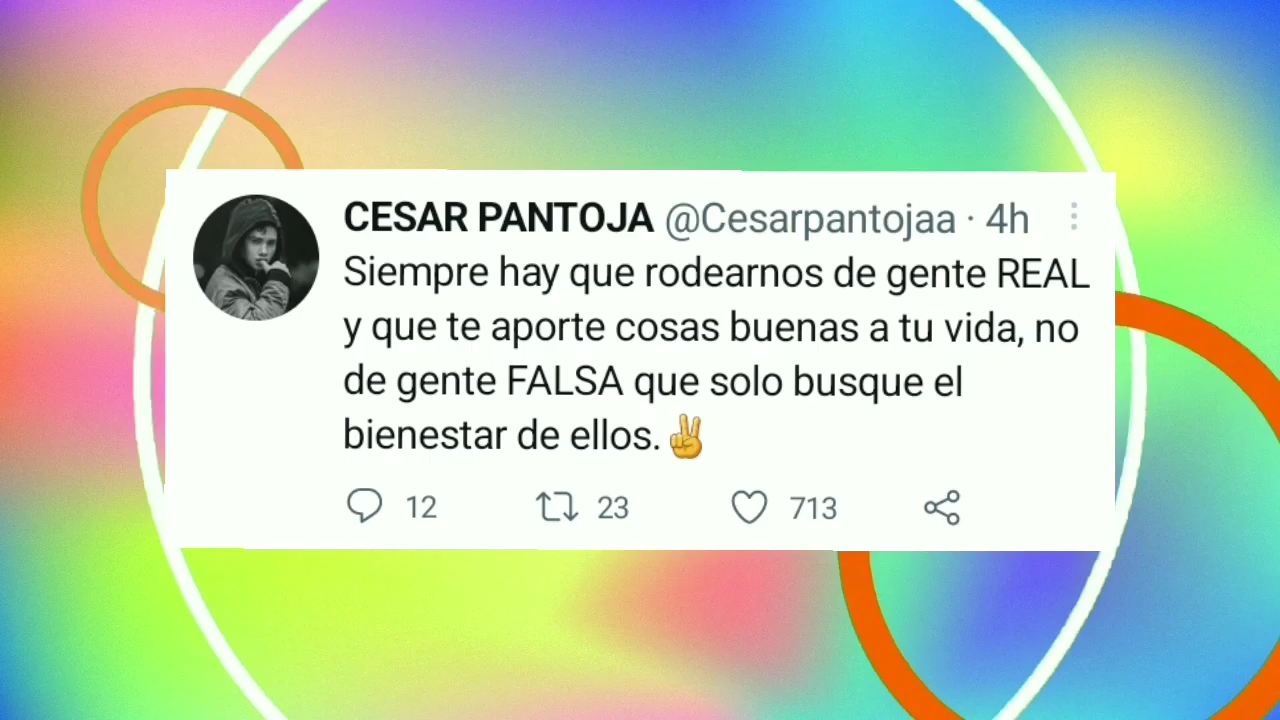 CESAR PANTOJA @Cesarpantojaa · 4h
Siempre hay que rodearnos de gente REAL
y que te aporte cosas buenas a tu vida, no
de gente FALSA que solo busque el
bienestar de ellos.✌️
12 23 713